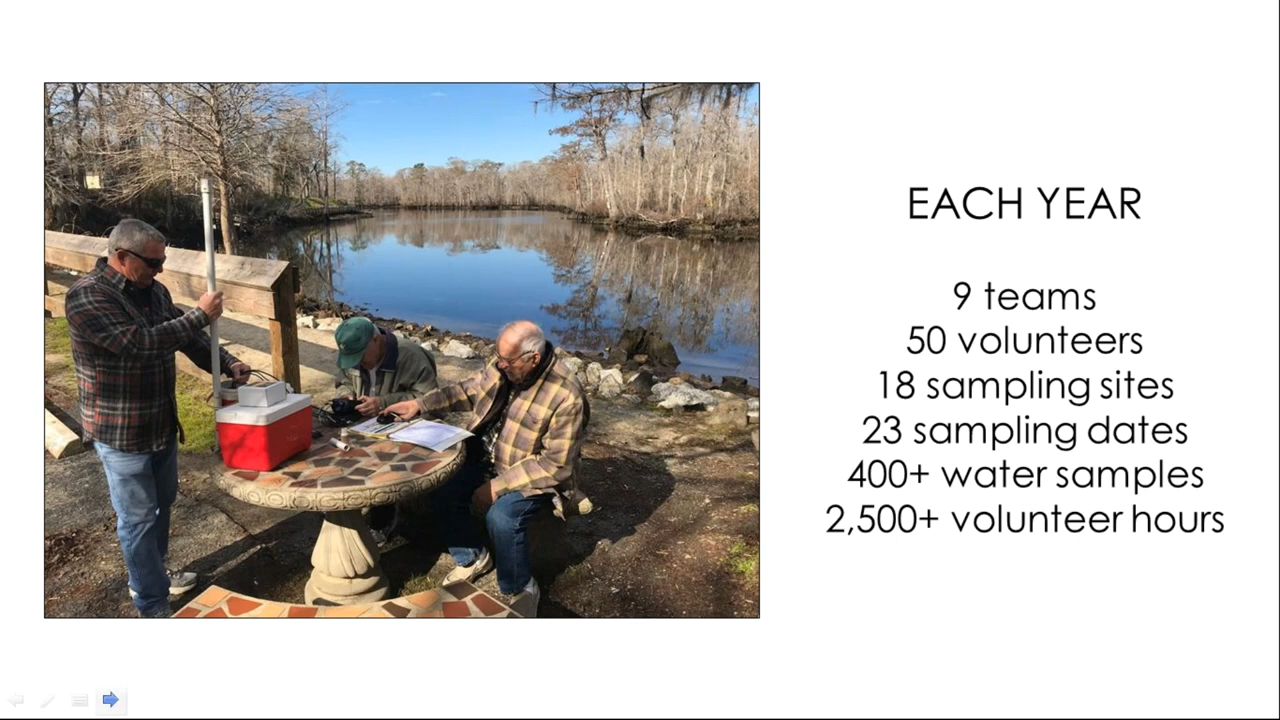 EACH YEAR
9 teams
50 volunteers
18 sampling sites
23 sampling dates
400+ water samples
2,500+ volunteer hours